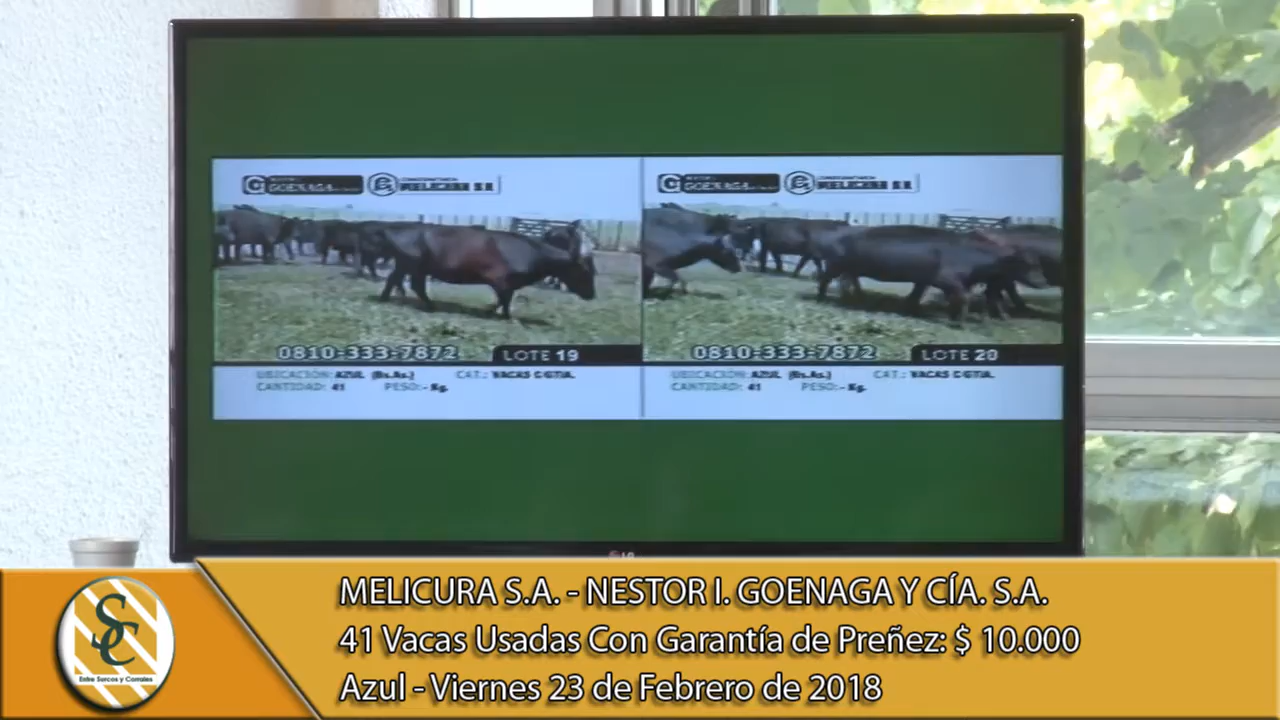 GOENAGA
MELICURA S.A.
GOENAGA
MELICURA S.A.
0810-333-7872
LOTE 19
0810-333-7872
LOTE 20
UBICACIÓN: AZUL (Bs.As.) CAT.: VACAS C/GTIA.
CANTIDAD: 41 PESO: - Kg.
UBICACIÓN: AZUL (Bs.As.) CAT.: VACAS C/GTIA.
CANTIDAD: 41 PESO: - Kg.
LG
MELICURA S.A. - NESTOR I. GOENAGA Y CÍA. S.A.
41 Vacas Usadas Con Garantía de Preñez: $ 10.000
Azul - Viernes 23 de Febrero de 2018
SC
Entre Surcos y Corrales